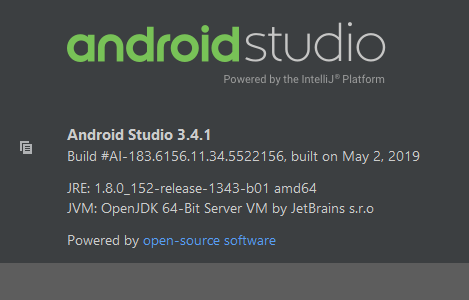 androidstudio
Powered by the IntelliJ® Platform
Android Studio 3.4.1
Build #AI-183.6156.11.34.5522156, built on May 2, 2019
JRE: 1.8.0_152-release-1343-b01 amd64
JVM: OpenJDK 64-Bit Server VM by JetBrains s.r.o
Powered by open-source software